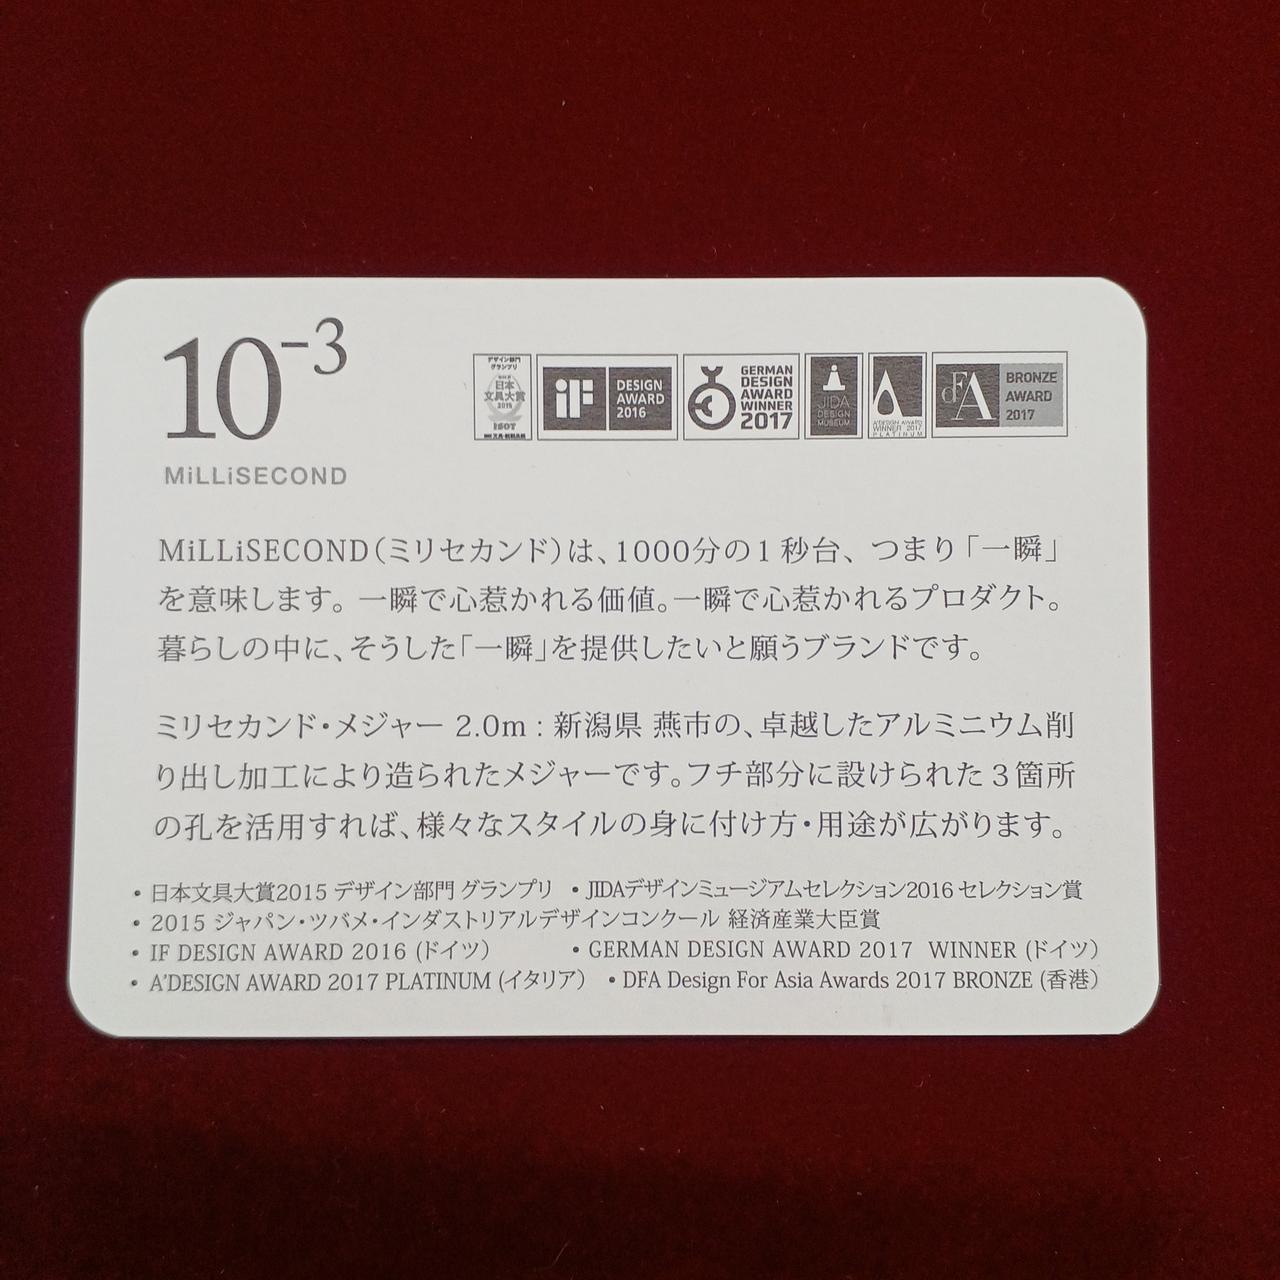 10⁻³
MiLLiSECOND
デザイン部門
グランプリ
日本
文具大賞
2015
ISOT
iF
DESIGN
AWARD
2016
GERMAN
DESIGN
AWARD
WINNER
2017
JIDA
DESIGN
MUSEUM
A'DESIGN AWARD
WINNER 2017
PLATINUM
dFA
BRONZE
AWARD
2017
MiLLiSECOND（ミリセカンド）は、1000分の1秒台、つまり「一瞬」
を意味します。一瞬で心惹かれる価値。一瞬で心惹かれるプロダクト。
暮らしの中に、そうした「一瞬」を提供したいと願うブランドです。
ミリセカンド・メジャー 2.0m : 新潟県 燕市の、卓越したアルミニウム削
り出し加工により造られたメジャーです。フチ部分に設けられた3箇所
の孔を活用すれば、様々なスタイルの身に付け方・用途が広がります。
• 日本文具大賞2015 デザイン部門 グランプリ • JIDAデザインミュージアムセレクション2016 セレクション賞
• 2015 ジャパン・ツバメ・インダストリアルデザインコンクール 経済産業大臣賞
• IF DESIGN AWARD 2016 (ドイツ) • GERMAN DESIGN AWARD 2017 WINNER (ドイツ)
• A'DESIGN AWARD 2017 PLATINUM (イタリア) • DFA Design For Asia Awards 2017 BRONZE (香港)